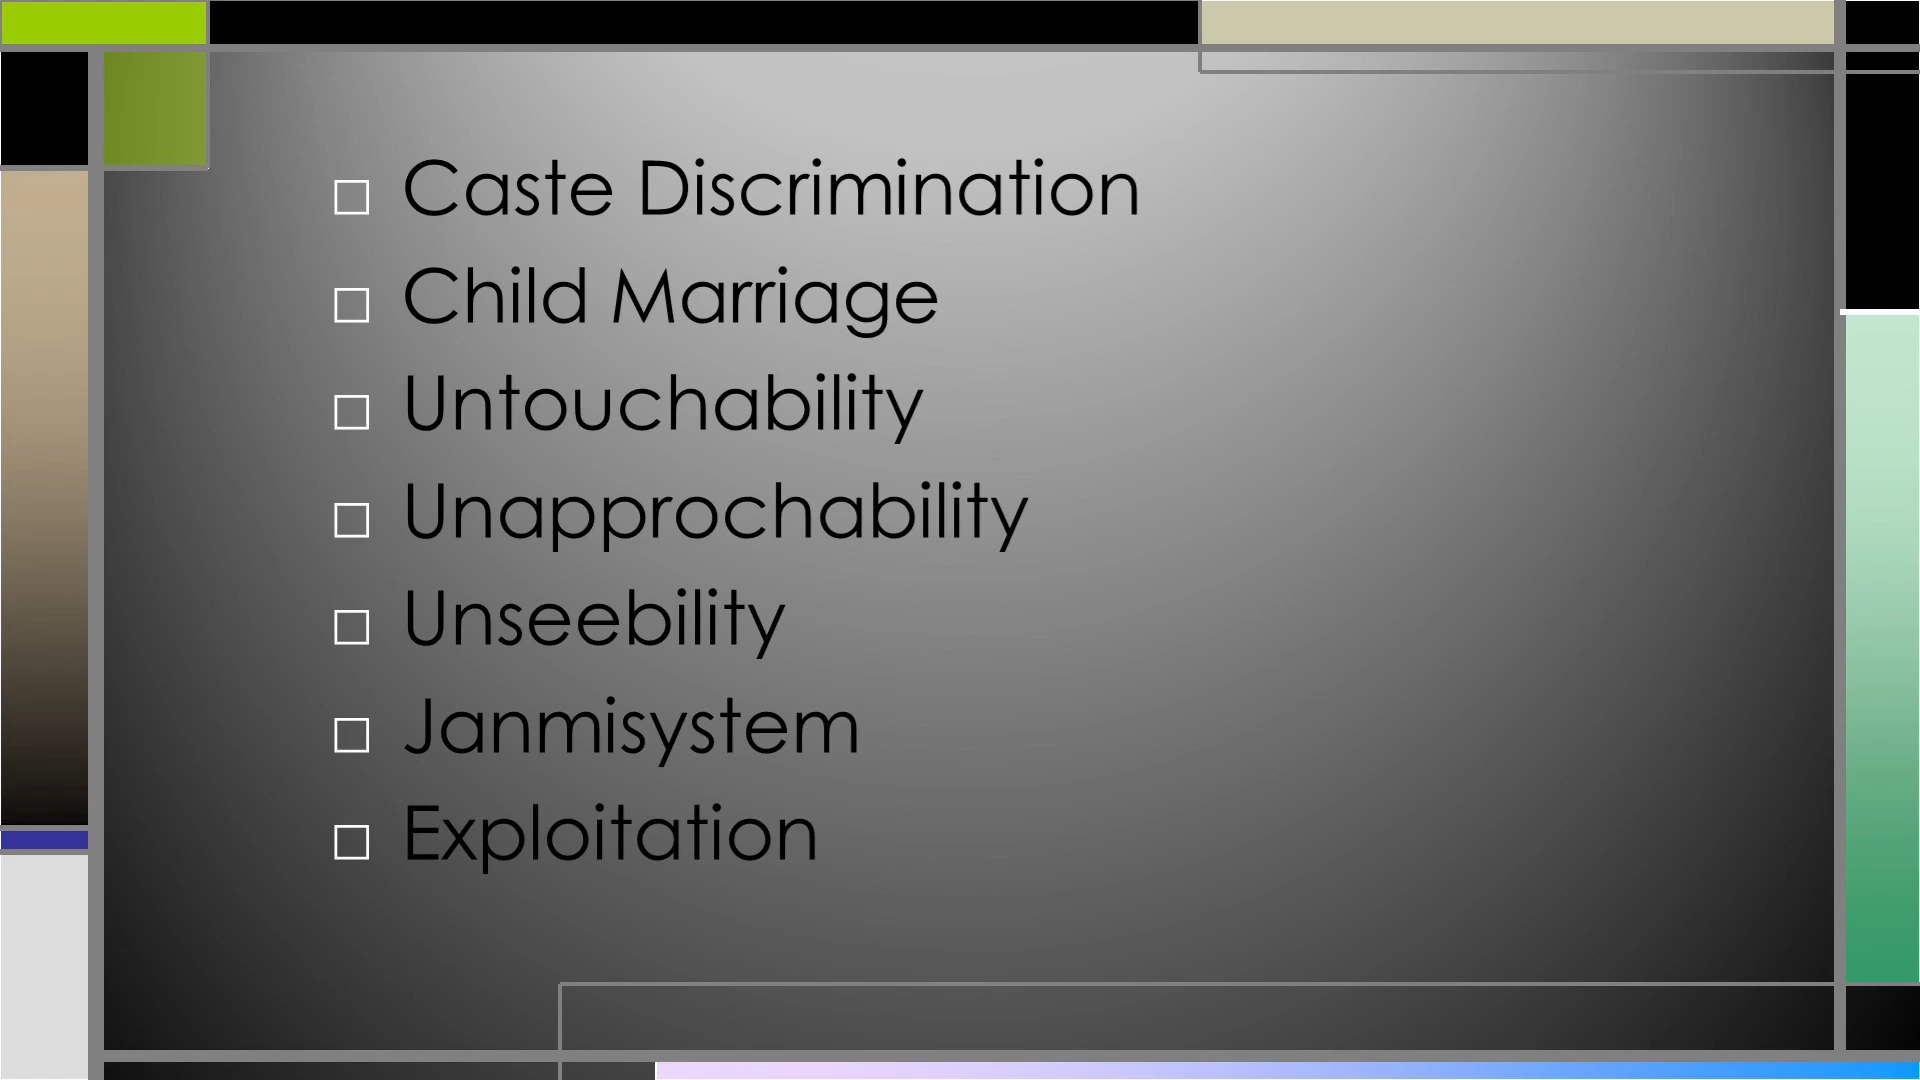 Caste Discrimination
Child Marriage
Untouchability
Unapprochability
Unseebility
Janmisystem
Exploitation